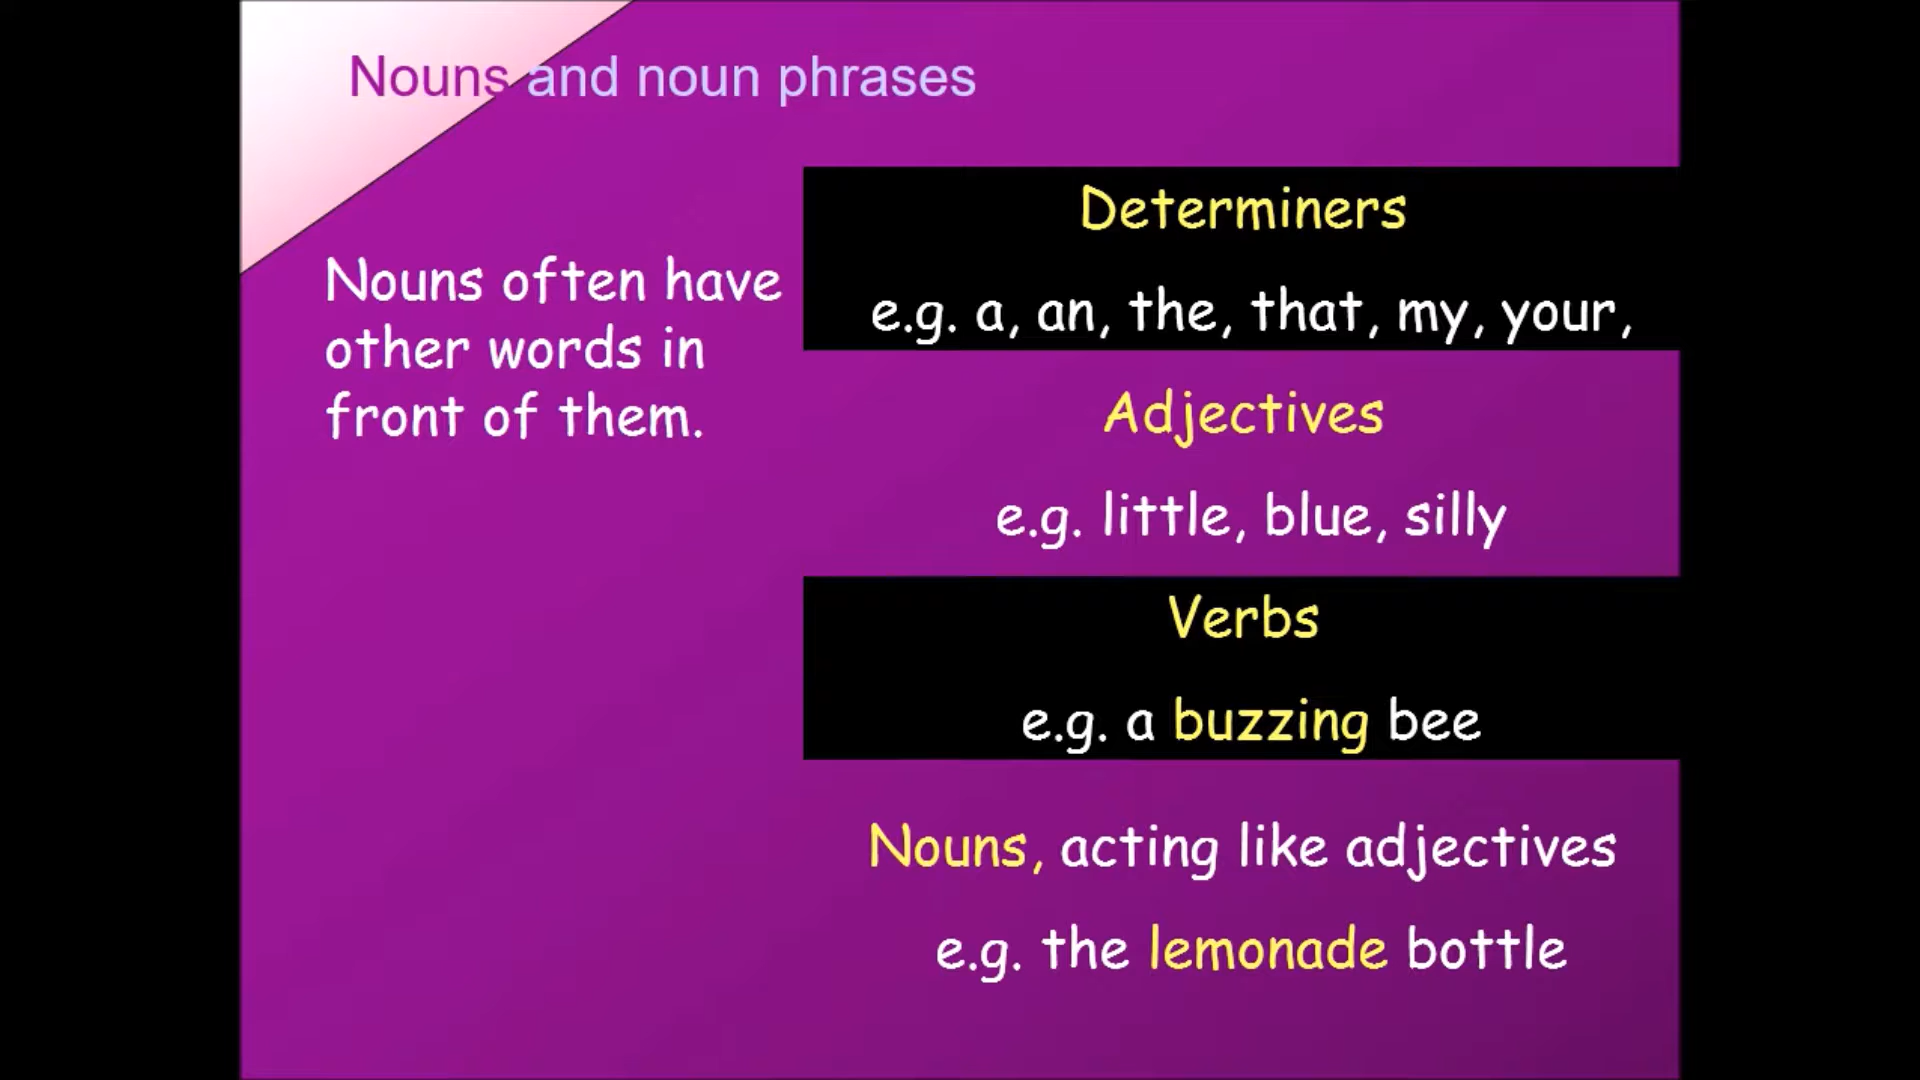 Nouns and noun phrases
Nouns often have
other words in
front of them.
Determiners
e.g. a, an, the, that, my, your,
Adjectives
e.g. little, blue, silly
Verbs
e.g. a buzzing bee
Nouns, acting like adjectives
e.g. the lemonade bottle